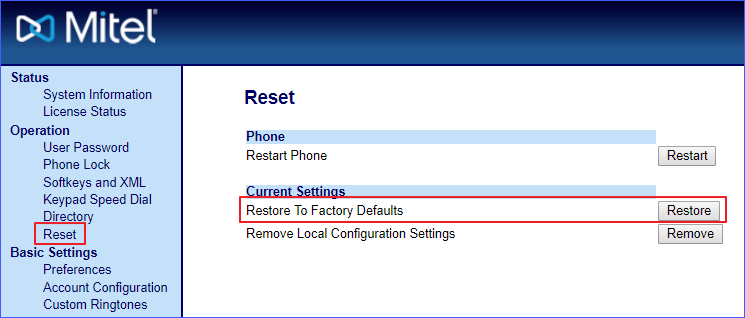 Mitel
Status
System Information
License Status
Operation
User Password
Phone Lock
Softkeys and XML
Keypad Speed Dial
Directory
Reset
Basic Settings
Preferences
Account Configuration
Custom Ringtones
Reset
Phone
Restart Phone Restart
Current Settings
Restore To Factory Defaults Restore
Remove Local Configuration Settings Remove